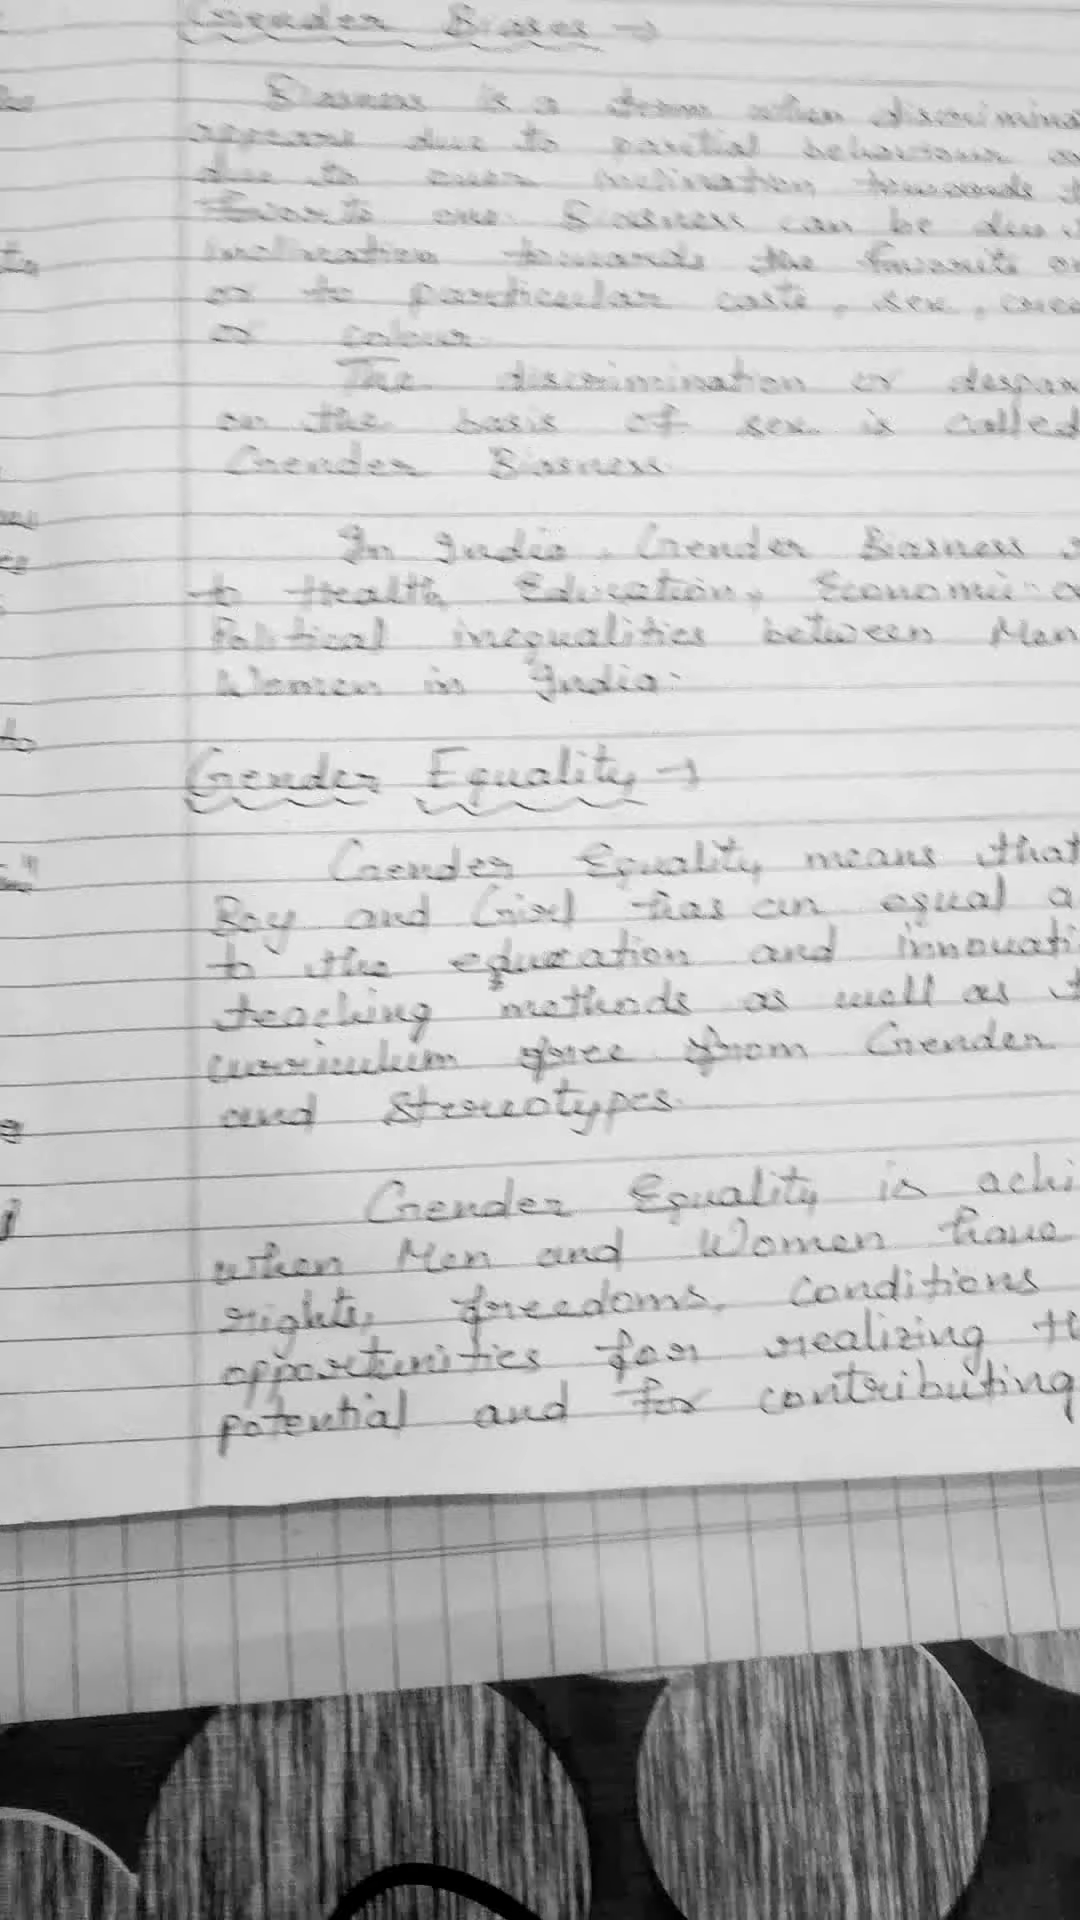 Gender Biases →
Biasness is a term when discrimina
appears due to partial behaviour
due to over inclination towards
favorite one. Biasness can be due
inclination towards the favorite
or to particular caste, sex, cree
or colour.
The discrimination or despar
on the basis of sex is called
Gender Biasness.
In India, Gender Biasness
to Health, Education, Economic
Political inequalities between Men
Women in India.
to
Gender Equality →
Gender Equality means that
Boy and Girl has an equal a
to the education and innovati
teaching methods as well as t
curriculum free from Gender
and Stereotypes.
Gender Equality is achi
when Men and Women have
rights, freedoms, conditions
opportunities for realizing th
potential and for contributing